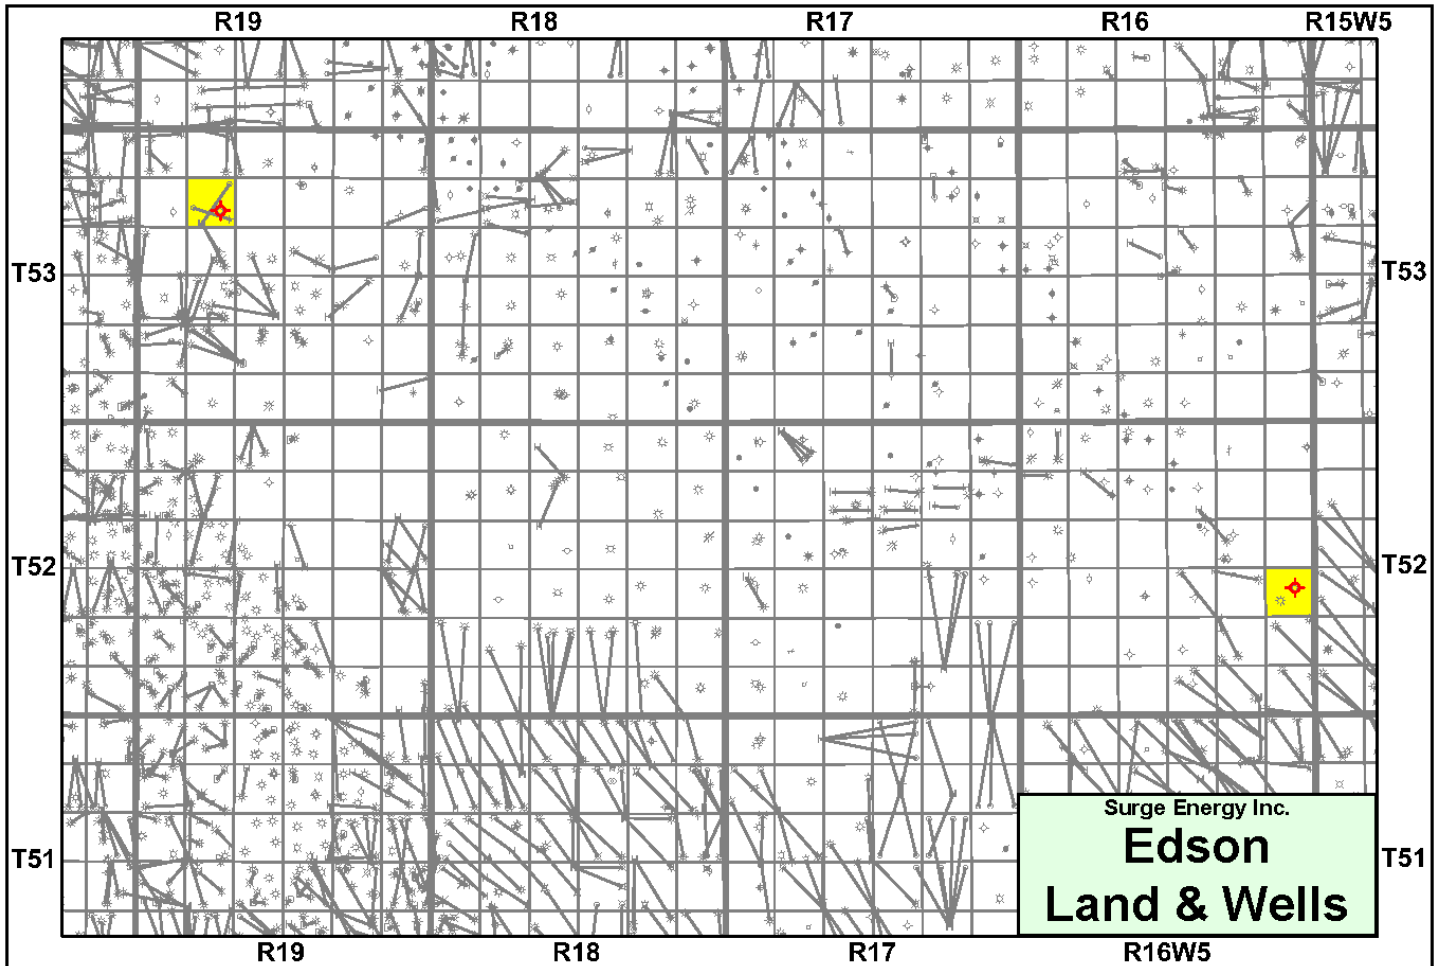 R19 R18 R17 R16 R15W5
T53 T53
T52 T52
Surge Energy Inc.
Edson
T51 T51
Land & Wells
R19 R18 R17 R16W5